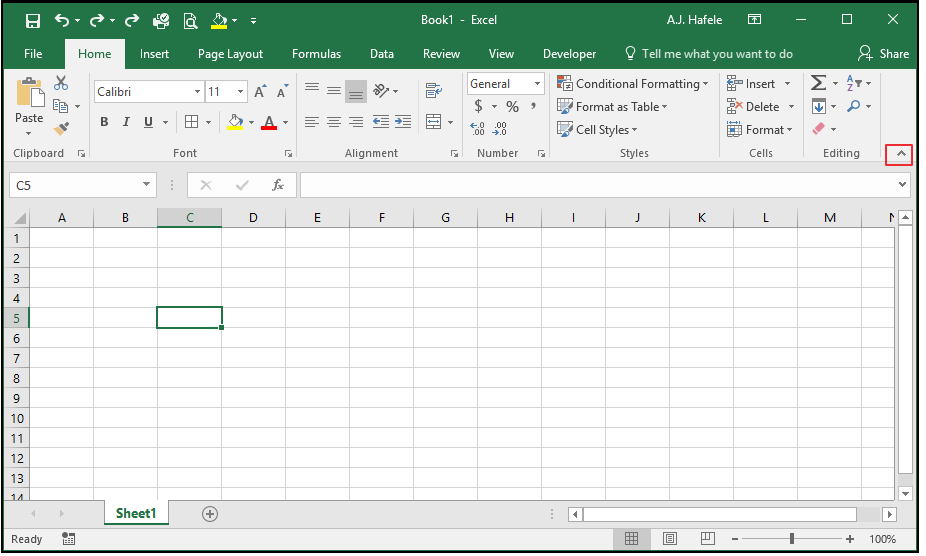 Book1 - Excel
A.J. Hafele
File Home Insert Page Layout Formulas Data Review View Developer Tell me what you want to do Share
Paste
Calibri 11
B I U A
General
$ % ,
Conditional Formatting
Format as Table
Cell Styles
Insert
Delete
Format
Clipboard Font Alignment Number Styles Cells Editing
C5 fx
A B C D E F G H I J K L M N
1
2
3
4
5
6
7
8
9
10
11
12
13
14
Sheet1
Ready 100%